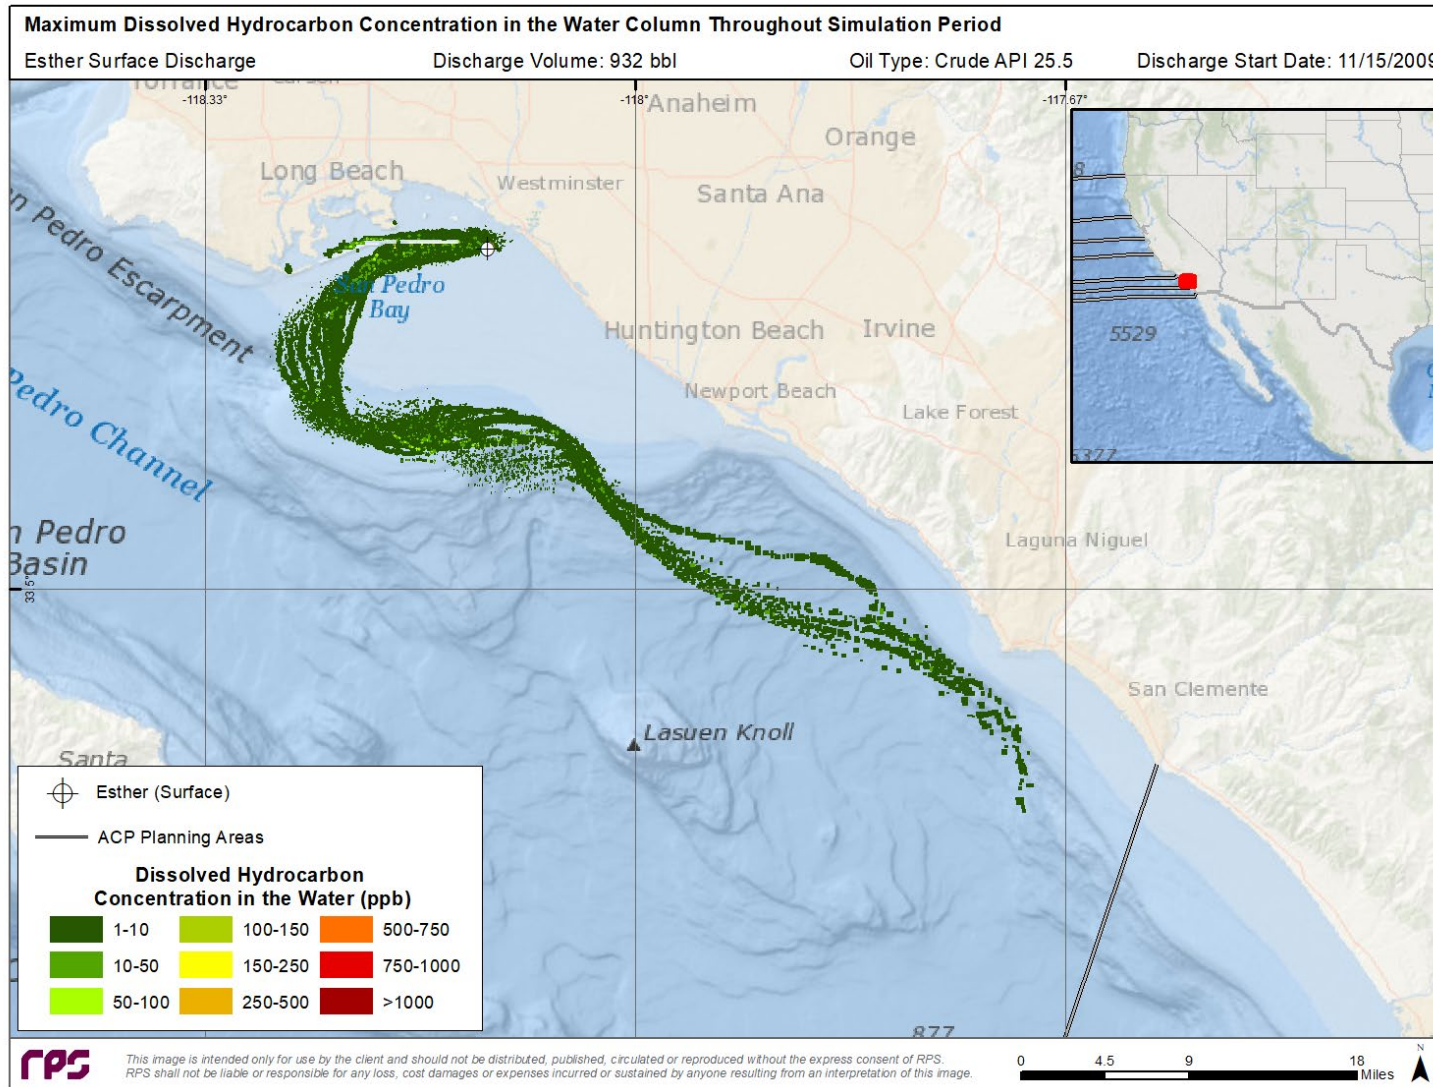 Maximum Dissolved Hydrocarbon Concentration in the Water Column Throughout Simulation Period
Esther Surface Discharge Discharge Volume: 932 bbl Oil Type: Crude API 25.5 Discharge Start Date: 11/15/2009
Torrance Carson
-118.33° -118° -117.67°
Anaheim
Orange
Long Beach
Westminster
Santa Ana
8
San Pedro
Bay
n Pedro Escarpment
Huntington Beach
Irvine
5529
Newport Beach
Lake Forest
Pedro Channel
5377
n Pedro
Basin
Laguna Niguel
33.5°
San Clemente
Lasuen Knoll
Santa
Esther (Surface)
ACP Planning Areas
Dissolved Hydrocarbon
Concentration in the Water (ppb)
1-10 100-150 500-750
10-50 150-250 750-1000
50-100 250-500 >1000
877
rps
This image is intended only for use by the client and should not be distributed, published, circulated or reproduced without the express consent of RPS.
RPS shall not be liable or responsible for any loss, cost damages or expenses incurred or sustained by anyone resulting from an interpretation of this image.
0 4.5 9 18
Miles
N